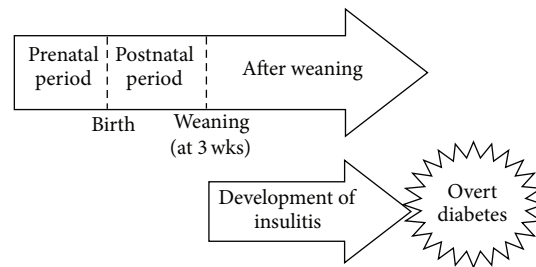 Prenatal
period
Postnatal
period
After weaning
Birth
Weaning
(at 3 wks)
Development of
insulitis
Overt
diabetes